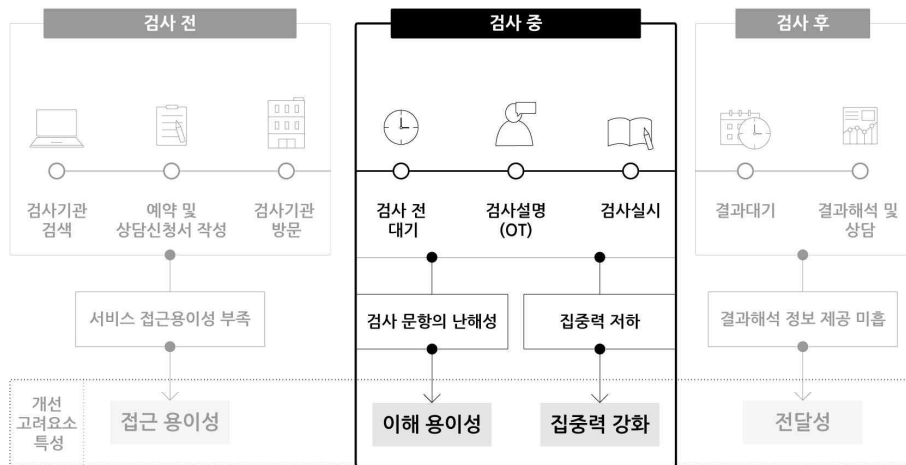 검사 전
검사 중
검사 후
검사기관
검색
예약 및
상담신청서 작성
검사기관
방문
검사 전
대기
검사설명
(OT)
검사실시
결과대기
결과해석 및
상담
서비스 접근용이성 부족
검사 문항의 난해성
집중력 저하
결과해석 정보 제공 미흡
개선
고려요소
특성
접근 용이성
이해 용이성
집중력 강화
전달성